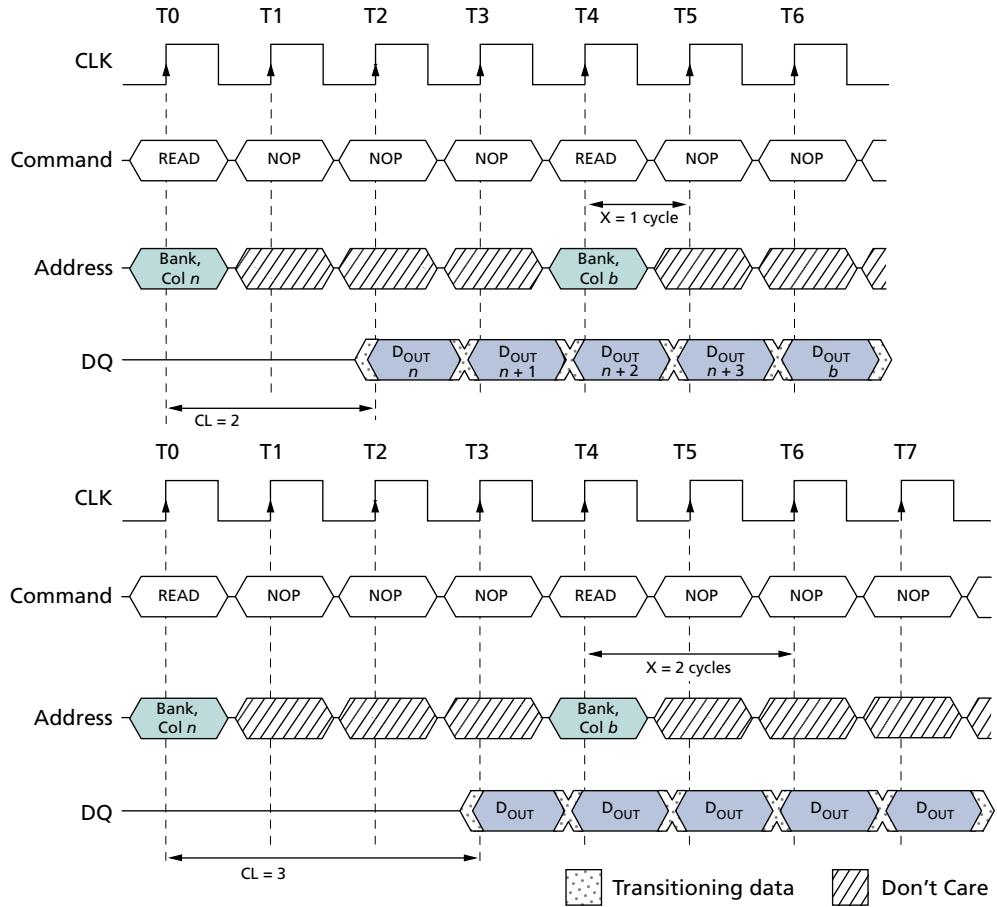 T0 T1 T2 T3 T4 T5 T6
CLK
Command READ NOP NOP NOP READ NOP NOP
X = 1 cycle
Address Bank, Col n Bank, Col b
DQ DOUT n DOUT n + 1 DOUT n + 2 DOUT n + 3 DOUT b
CL = 2
T0 T1 T2 T3 T4 T5 T6 T7
CLK
Command READ NOP NOP NOP READ NOP NOP NOP
X = 2 cycles
Address Bank, Col n Bank, Col b
DQ DOUT DOUT DOUT DOUT DOUT
CL = 3
Transitioning data Don't Care